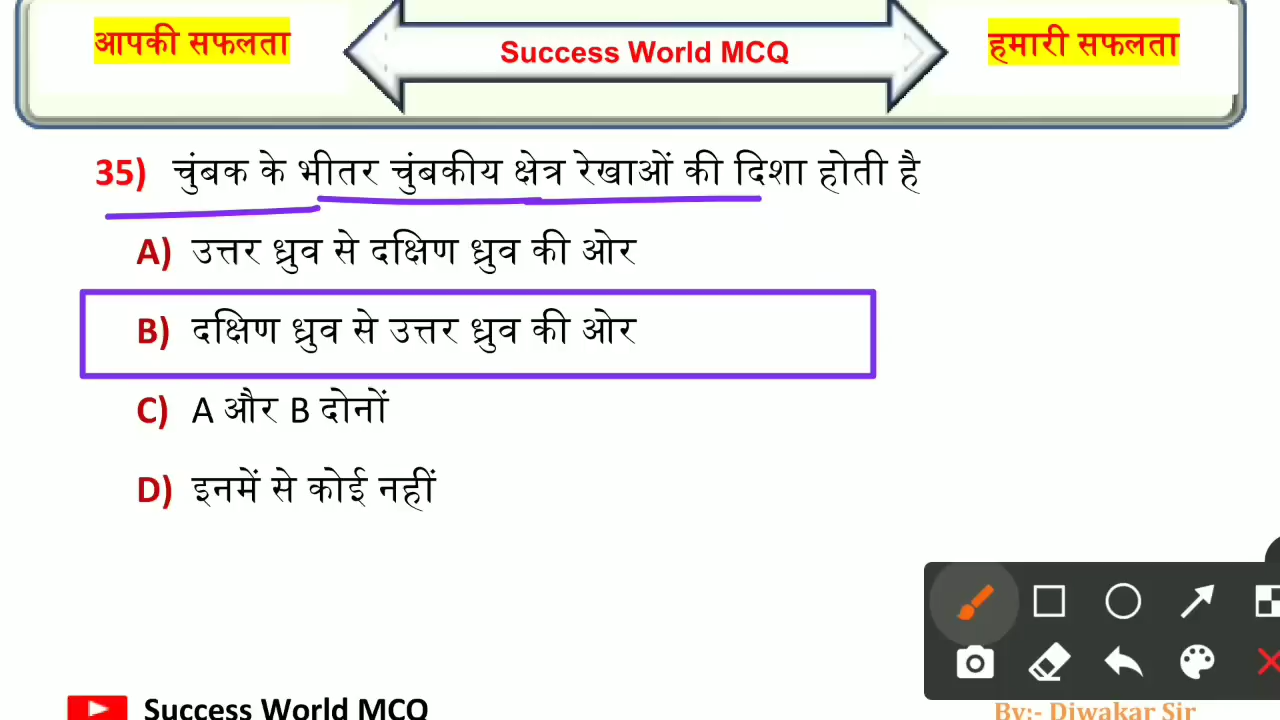 आपकी सफलता
Success World MCQ
हमारी सफलता
35) चुंबक के भीतर चुंबकीय क्षेत्र रेखाओं की दिशा होती है
A) उत्तर ध्रुव से दक्षिण ध्रुव की ओर
B) दक्षिण ध्रुव से उत्तर ध्रुव की ओर
C) A और B दोनों
D) इनमें से कोई नहीं
Success World MCQ
By:- Diwakar Sir